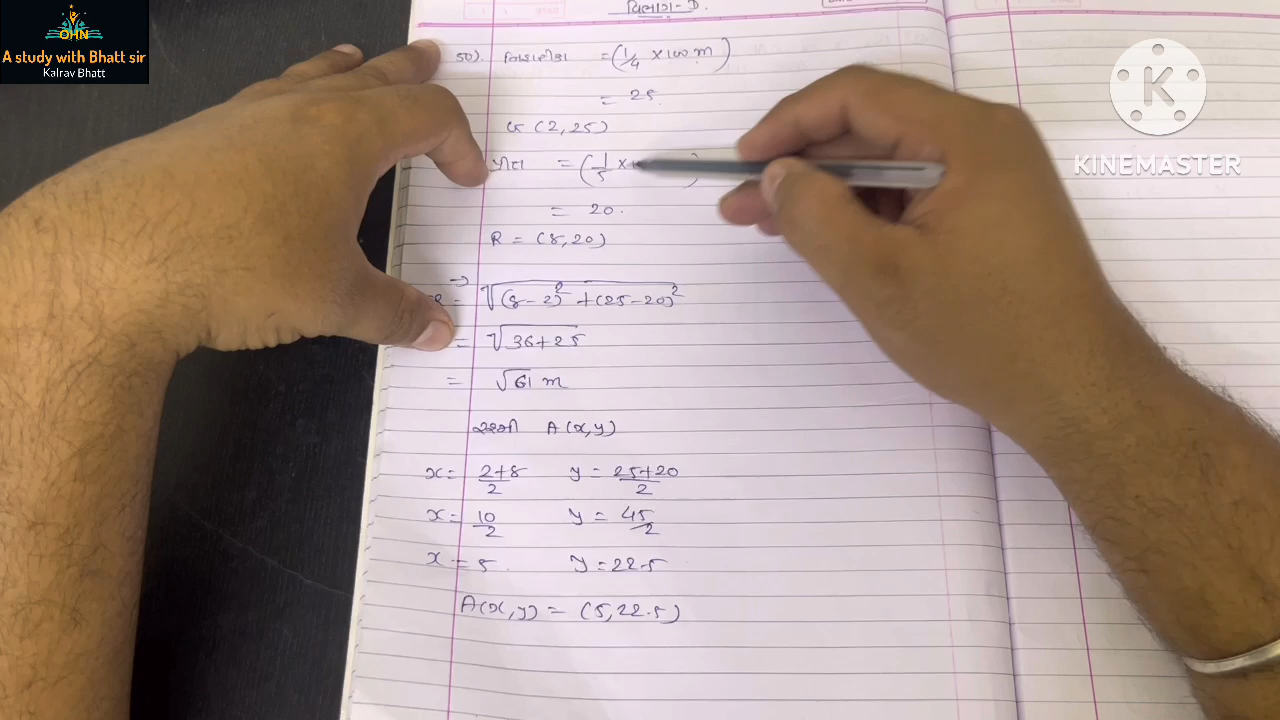 OHN
A study with Bhatt sir
Kalrav Bhatt
K
KINEMASTER
વિભાગ-D.
50). = (1/4 × 100 m)
= 25.
(2, 25)
પ્રીત = (1/5 ×
= 20.
R = (8, 20)
= √(8-2)² + (25-20)²
= √36+25
= √61 m
રશ્મી A(x,y)
x = 2+8/2 y = 25+20/2
x = 10/2 y = 45/2
x = 5. y = 22.5
A(x,y) = (5, 22.5)